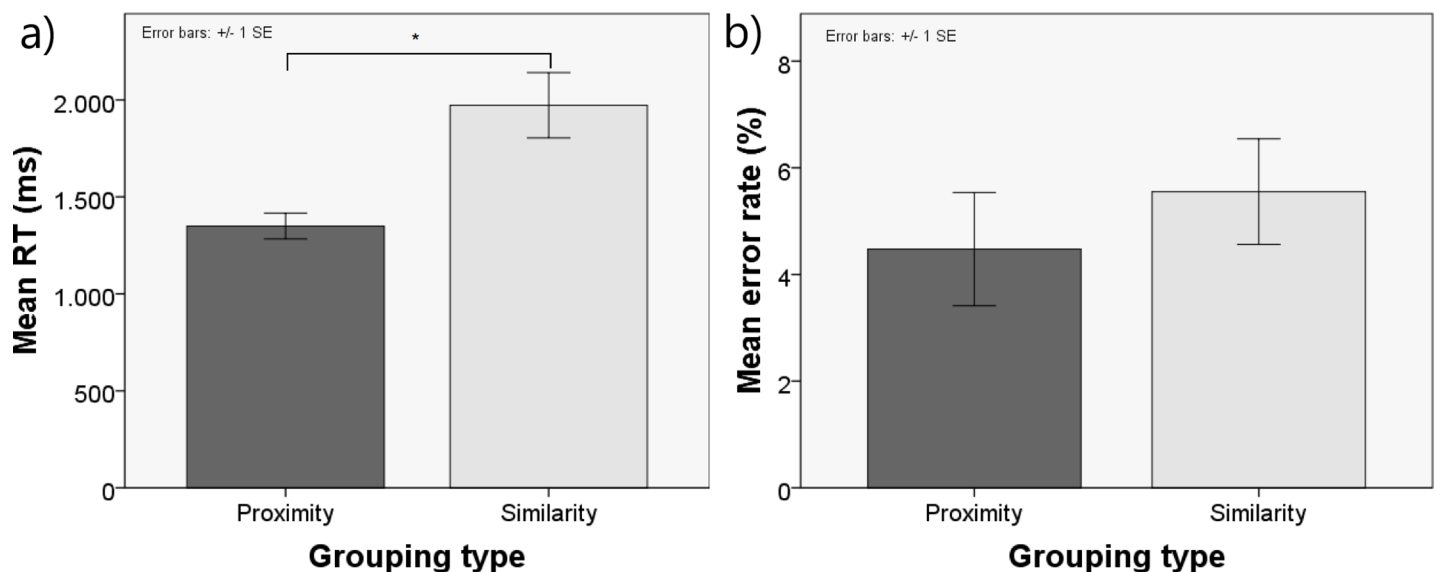 a)
Error bars: +/- 1 SE
*
Mean RT (ms)
2.000
1.500
1.000
500
0
Proximity
Similarity
Grouping type
b)
Error bars: +/- 1 SE
Mean error rate (%)
8
6
4
2
0
Proximity
Similarity
Grouping type